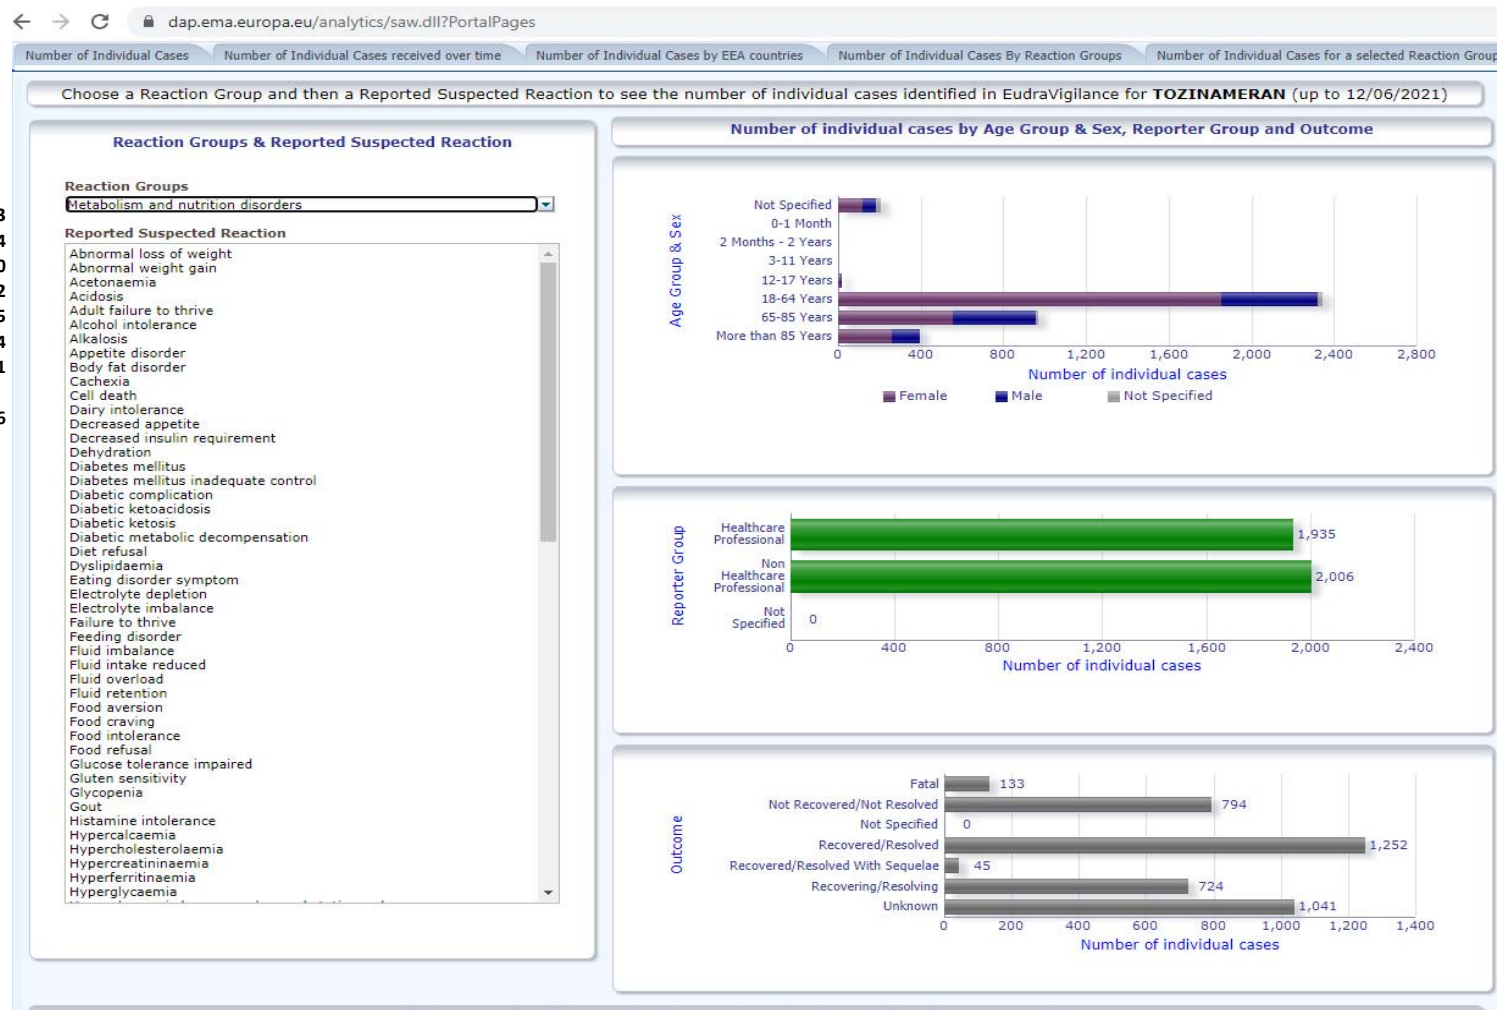 dap.ema.europa.eu/analytics/saw.dll?PortalPages
Number of Individual Cases
Number of Individual Cases received over time
Number of Individual Cases by EEA countries
Number of Individual Cases By Reaction Groups
Number of Individual Cases for a selected Reaction Group
Choose a Reaction Group and then a Reported Suspected Reaction to see the number of individual cases identified in EudraVigilance for TOZINAMERAN (up to 12/06/2021)
Reaction Groups & Reported Suspected Reaction
Reaction Groups
Metabolism and nutrition disorders
Reported Suspected Reaction
Abnormal loss of weight
Abnormal weight gain
Acetonaemia
Acidosis
Adult failure to thrive
Alcohol intolerance
Alkalosis
Appetite disorder
Body fat disorder
Cachexia
Cell death
Dairy intolerance
Decreased appetite
Decreased insulin requirement
Dehydration
Diabetes mellitus
Diabetes mellitus inadequate control
Diabetic complication
Diabetic ketoacidosis
Diabetic ketosis
Diabetic metabolic decompensation
Diet refusal
Dyslipidaemia
Eating disorder symptom
Electrolyte depletion
Electrolyte imbalance
Failure to thrive
Feeding disorder
Fluid imbalance
Fluid intake reduced
Fluid overload
Fluid retention
Food aversion
Food craving
Food intolerance
Food refusal
Glucose tolerance impaired
Gluten sensitivity
Glycopenia
Gout
Histamine intolerance
Hypercalcaemia
Hypercholesterolaemia
Hypercreatininaemia
Hyperferritinaemia
Hyperglycaemia
3
4
0
2
5
4
1
6
Number of individual cases by Age Group & Sex, Reporter Group and Outcome
Age Group & Sex
Not Specified
0-1 Month
2 Months - 2 Years
3-11 Years
12-17 Years
18-64 Years
65-85 Years
More than 85 Years
0 400 800 1,200 1,600 2,000 2,400 2,800
Number of individual cases
Female Male Not Specified
Reporter Group
Healthcare
Professional
1,935
Non
Healthcare
Professional
2,006
Not
Specified
0
0 400 800 1,200 1,600 2,000 2,400
Number of individual cases
Outcome
Fatal 133
Not Recovered/Not Resolved 794
Not Specified 0
Recovered/Resolved 1,252
Recovered/Resolved With Sequelae 45
Recovering/Resolving 724
Unknown 1,041
0 200 400 600 800 1,000 1,200 1,400
Number of individual cases